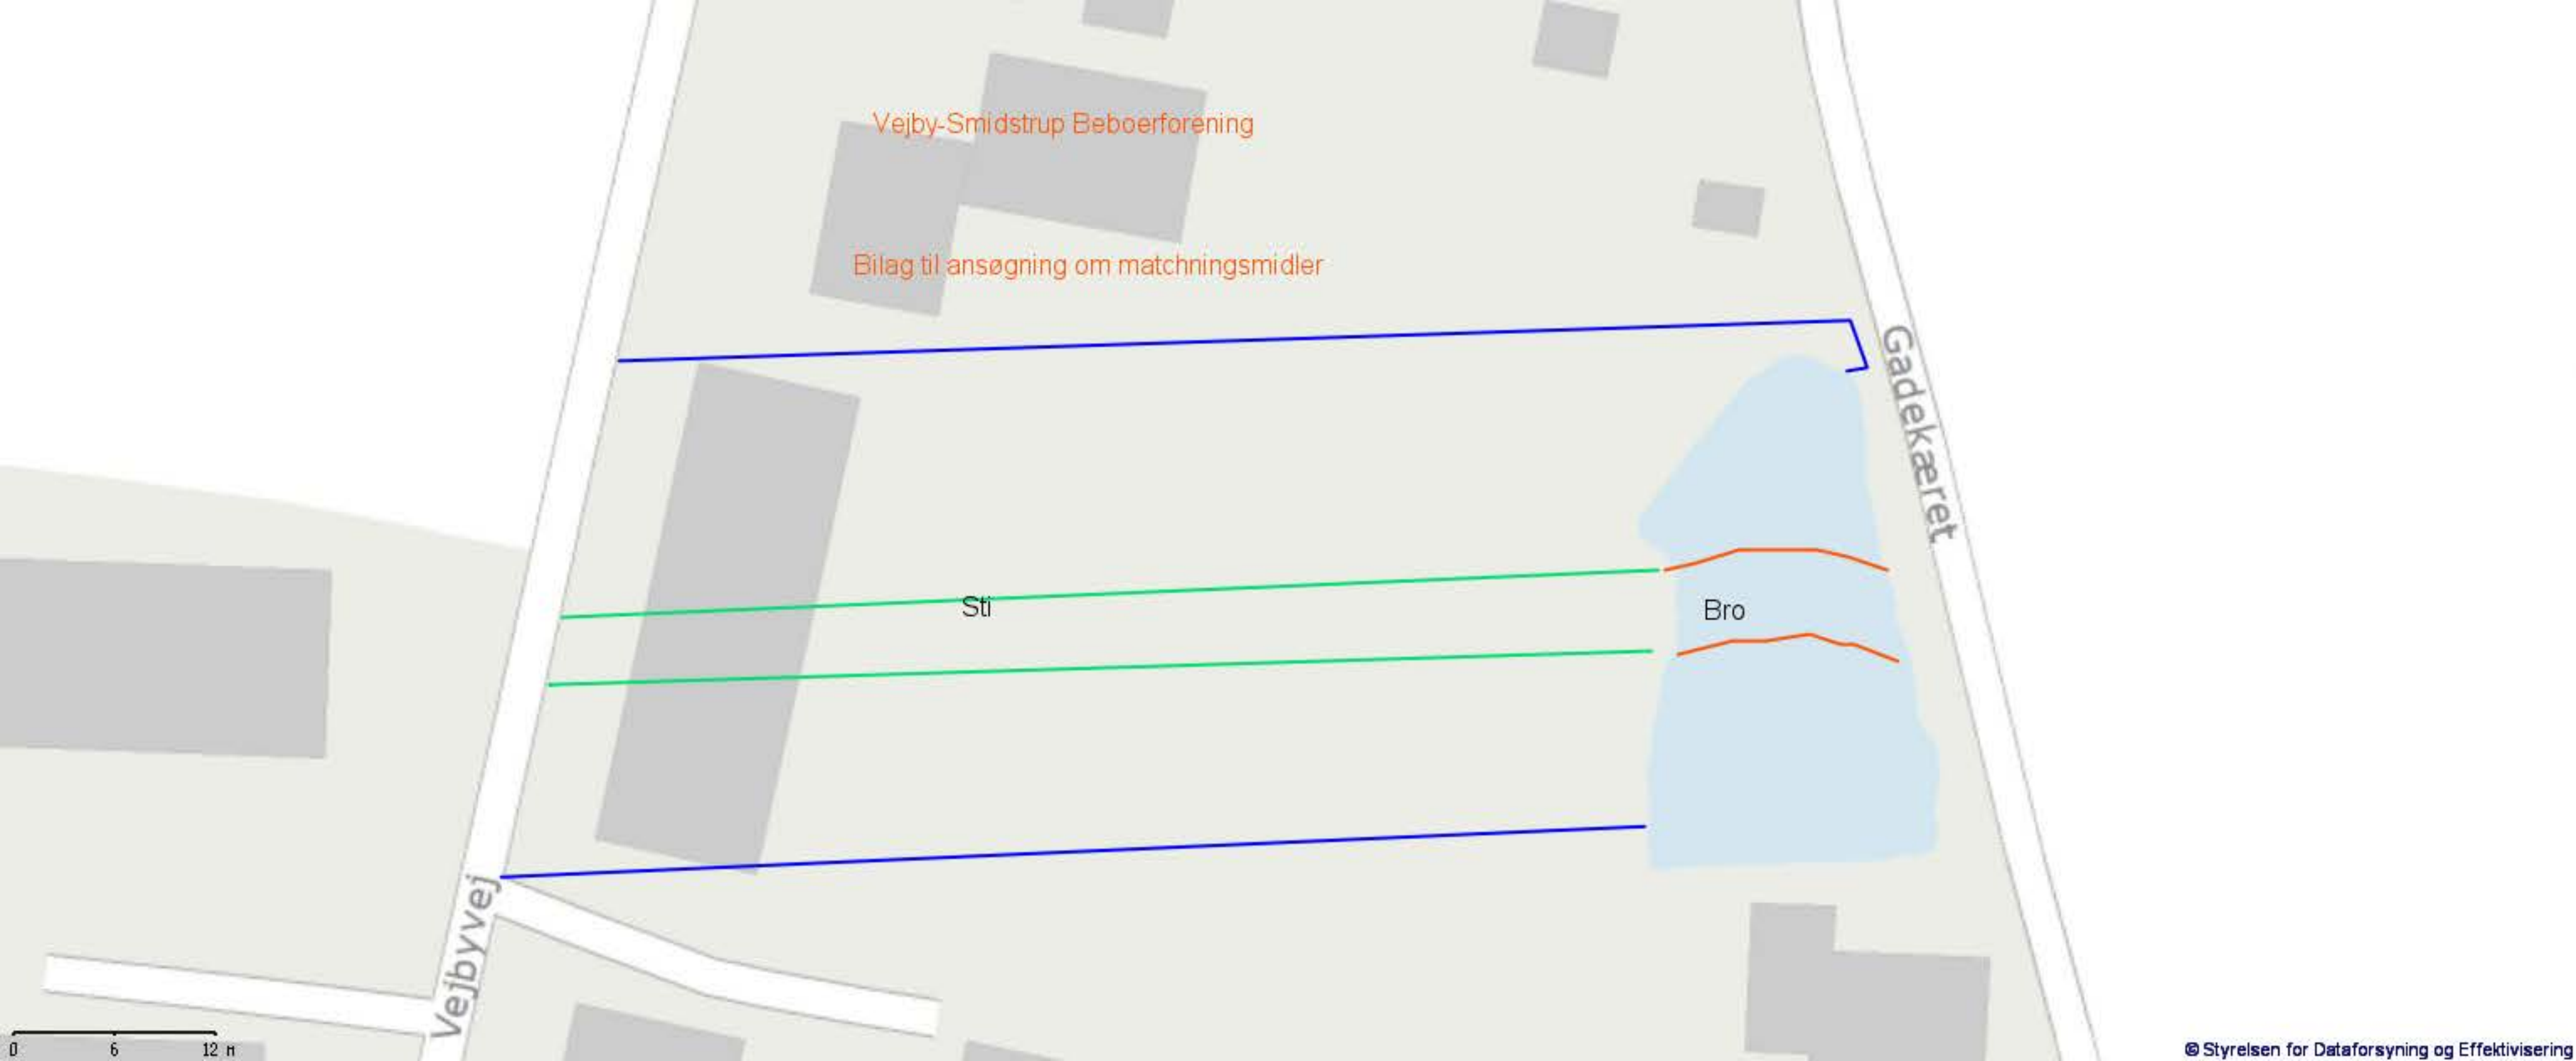 Vejby-Smidstrup Beboerforening
Bilag til ansøgning om matchningsmidler
Gadekæret
Sti
Bro
Vejbyvej
0 6 12 M
© Styrelsen for Dataforsyning og Effektivisering